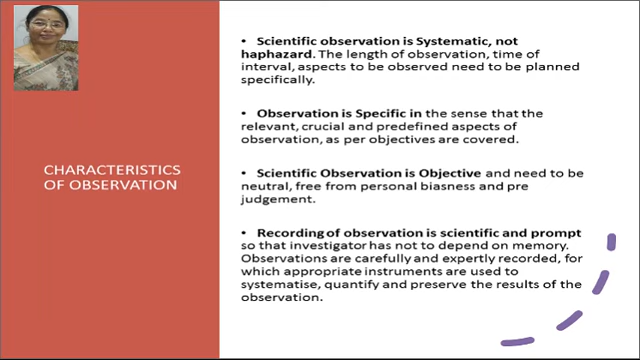 CHARACTERISTICS
OF OBSERVATION
• Scientific observation is Systematic, not
haphazard. The length of observation, time of
interval, aspects to be observed need to be planned
specifically.
• Observation is Specific in the sense that the
relevant, crucial and predefined aspects of
observation, as per objectives are covered.
• Scientific Observation is Objective and need to be
neutral, free from personal biasness and pre
judgement.
• Recording of observation is scientific and prompt
so that investigator has not to depend on memory.
Observations are carefully and expertly recorded, for
which appropriate instruments are used to
systematise, quantify and preserve the results of the
observation.